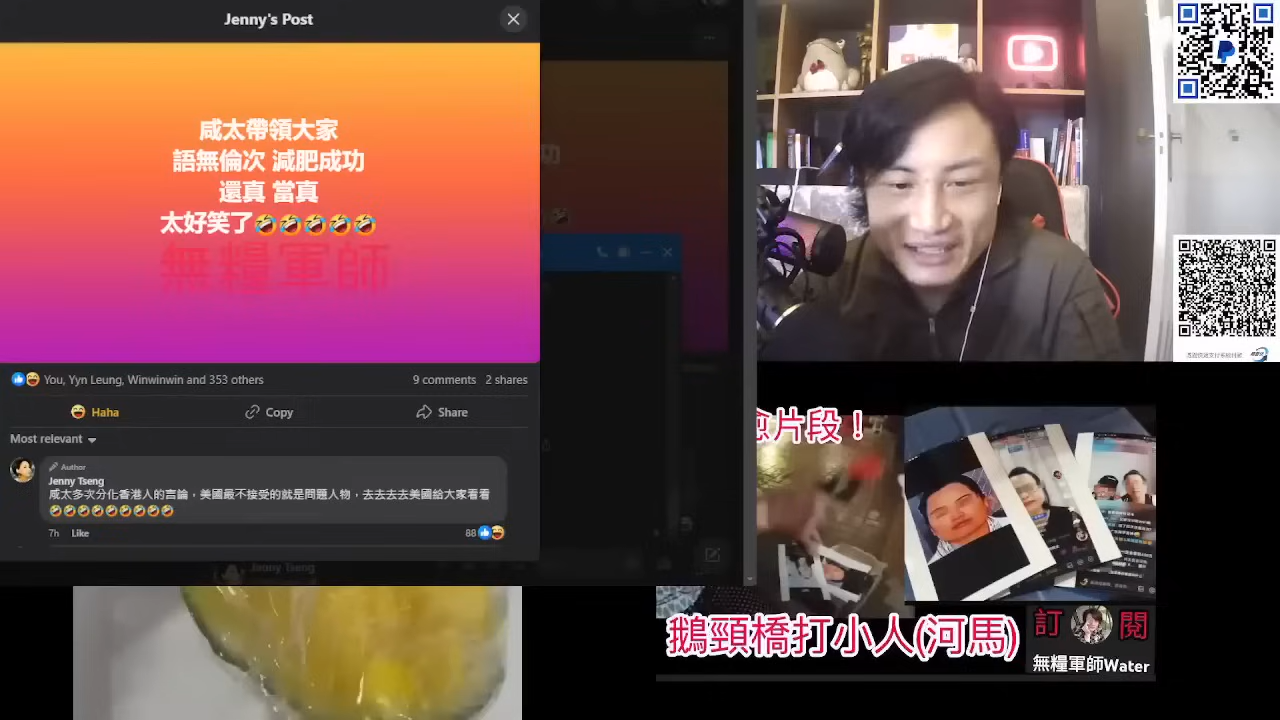 Jenny's Post
咸太帶領大家
語無倫次 減肥成功
還真 當真
太好笑了🤣🤣🤣🤣🤣
無糧軍師
You, Yyn Leung, Winwinwin and 353 others
9 comments 2 shares
Haha Copy Share
Most relevant
Author
Jenny Tseng
咸太多次分化香港人的言論，美國最不接受的就是問題人物，去去去去美國給大家看看
🤣🤣🤣🤣🤣🤣🤣🤣🤣
7h Like
88
Jenny Tseng
功
愈片段！
鵝頸橋打小人(河馬)
訂 閱
無糧軍師Water